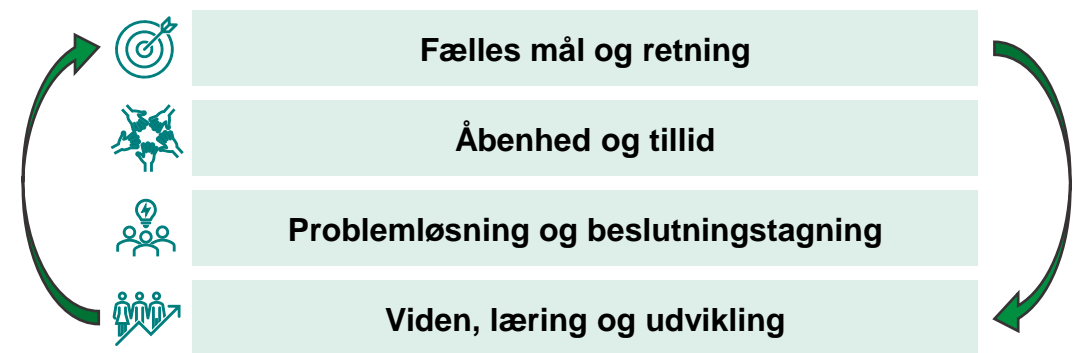 Fælles mål og retning
Åbenhed og tillid
Problemløsning og beslutningstagning
Viden, læring og udvikling